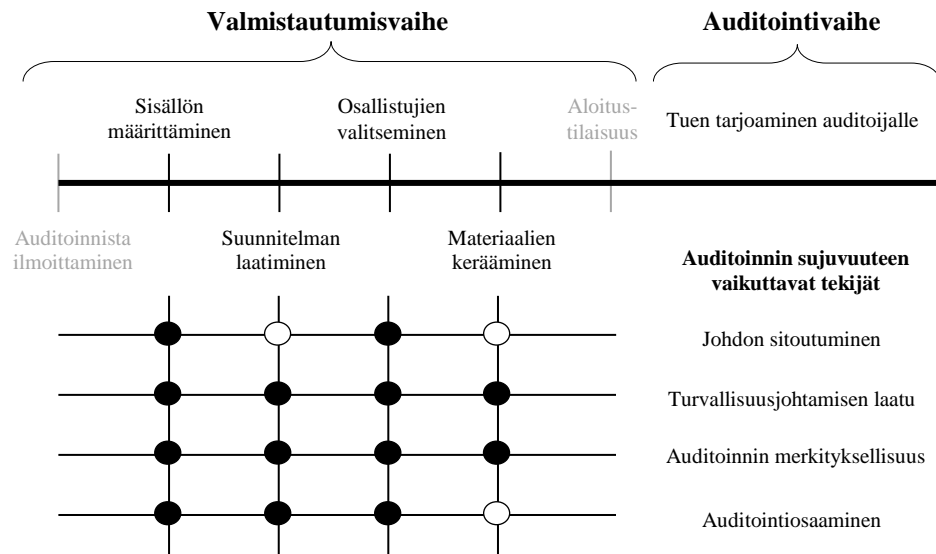 Valmistautumisvaihe
Auditointivaihe
Sisällön
määrittäminen
Osallistujien
valitseminen
Aloitus-
tilaisuus
Tuen tarjoaminen auditoijalle
Auditoinnista
ilmoittaminen
Suunnitelman
laatiminen
Materiaalien
kerääminen
Auditoinnin sujuvuuteen
vaikuttavat tekijät
Johdon sitoutuminen
Turvallisuusjohtamisen laatu
Auditoinnin merkityksellisuus
Auditointiosaaminen